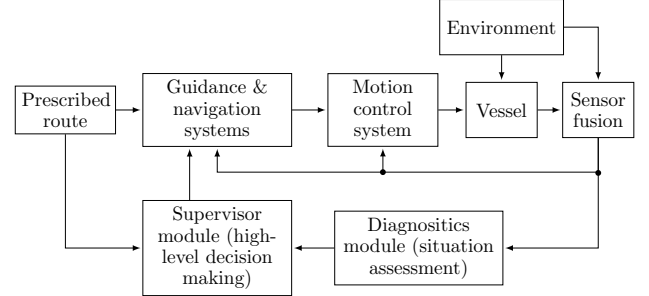 Environment
Prescribed
route
Guidance &
navigation
systems
Motion
control
system
Vessel
Sensor
fusion
Supervisor
module (high-
level decision
making)
Diagnositics
module (situation
assessment)